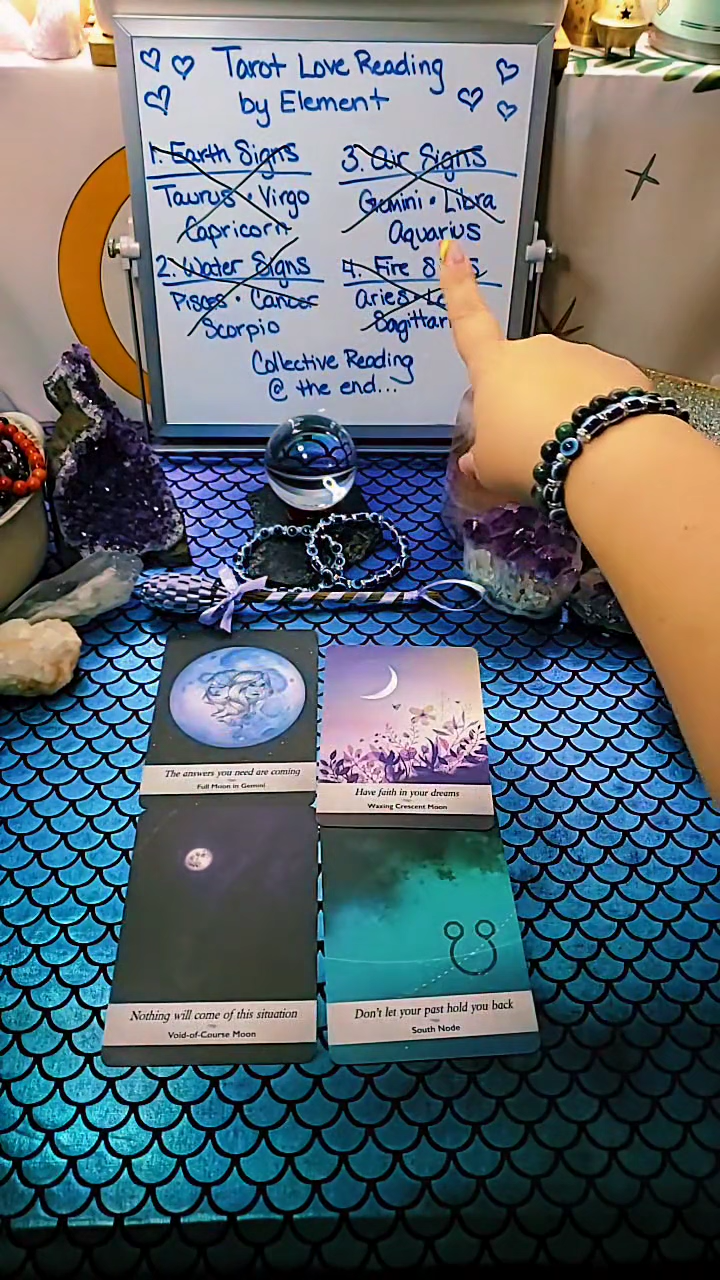 Tarot Love Reading
by Element
1. Earth Signs
Taurus • Virgo
Capricorn
2. Water Signs
Pisces • Cancer
Scorpio
3. Air Signs
Gemini • Libra
Aquarius
4. Fire
Aries •
Sagittari
Collective Reading
@ the end...
The answers you need are coming
Full Moon in Gemini
Have faith in your dreams
Waxing Crescent Moon
Nothing will come of this situation
Void-of-Course Moon
Don't let your past hold you back
South Node